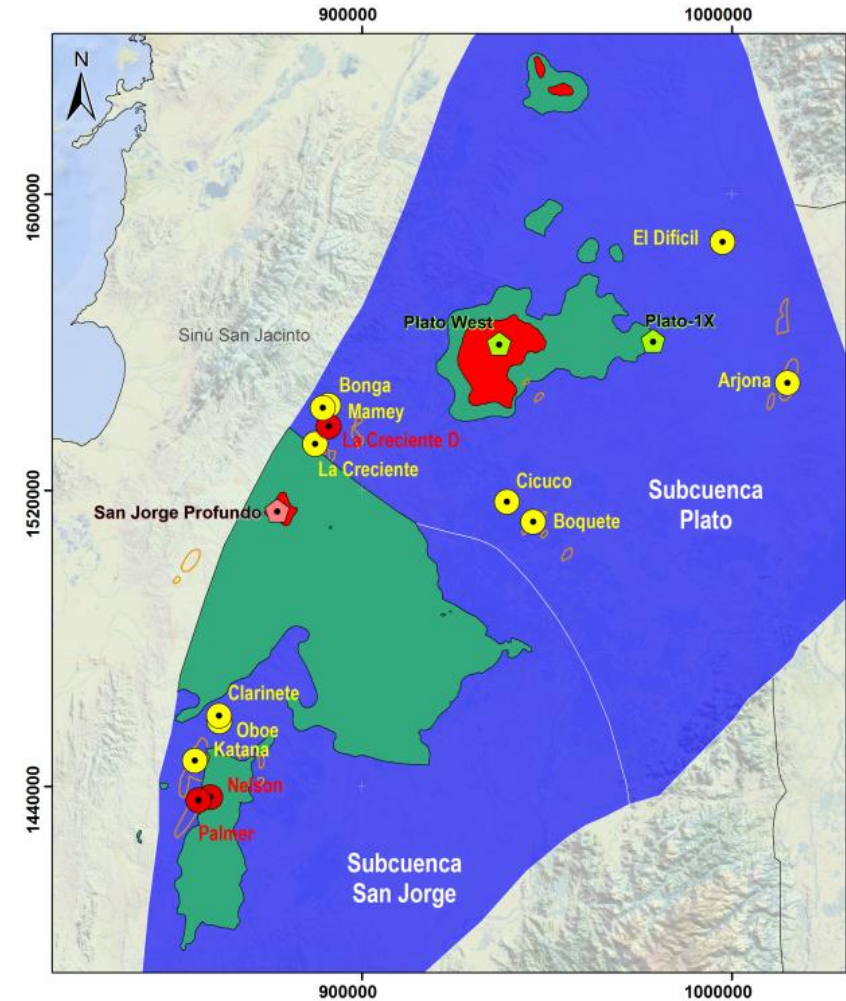 900000
1000000
N
1600000
El Difícil
Plato West
Plato-1X
Sinú San Jacinto
Arjona
Bonga
Mamey
La Creciente D
La Creciente
Cicuco
Subcuenca
Plato
Boquete
San Jorge Profundo
1520000
Clarinete
Oboe
Katana
Nelson
1440000
Palmer
Subcuenca
San Jorge
900000
1000000